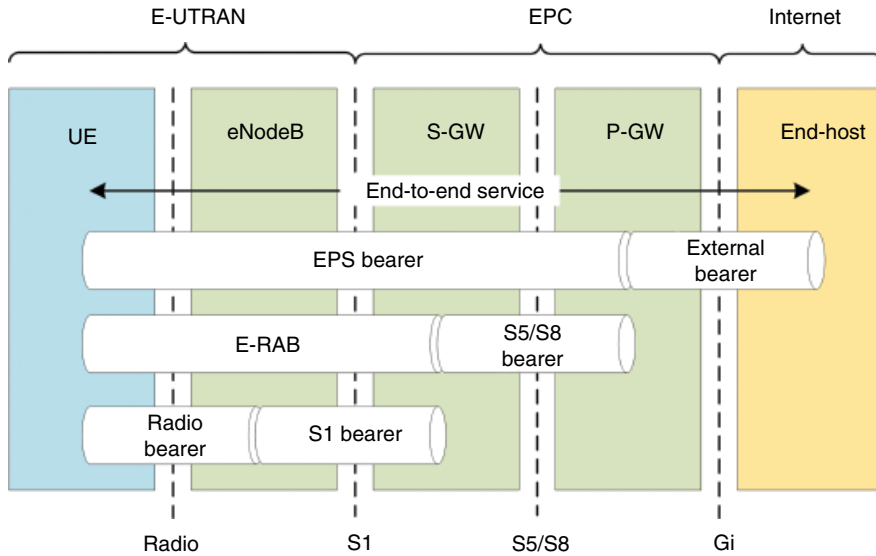 E-UTRAN
EPC
Internet
UE
eNodeB
S-GW
P-GW
End-host
End-to-end service
EPS bearer
External
bearer
E-RAB
S5/S8
bearer
Radio
bearer
S1 bearer
Radio
S1
S5/S8
Gi